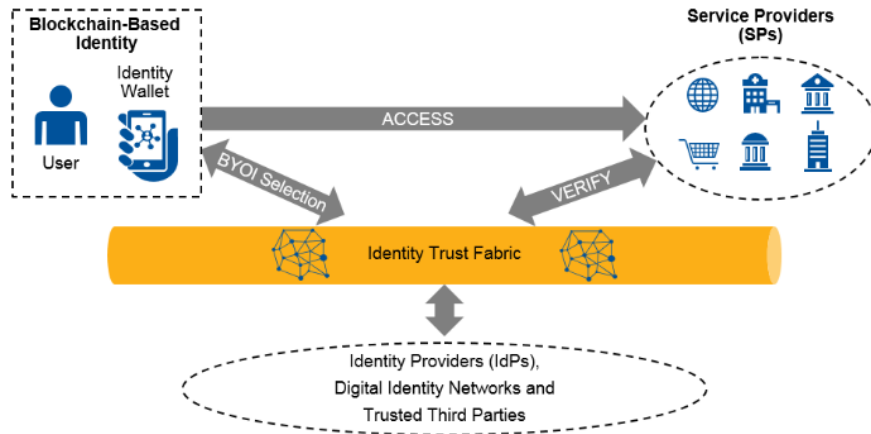 Blockchain-Based
Identity
Identity
Wallet
User
Service Providers
(SPs)
ACCESS
BYOI Selection
VERIFY
Identity Trust Fabric
Identity Providers (IdPs),
Digital Identity Networks and
Trusted Third Parties